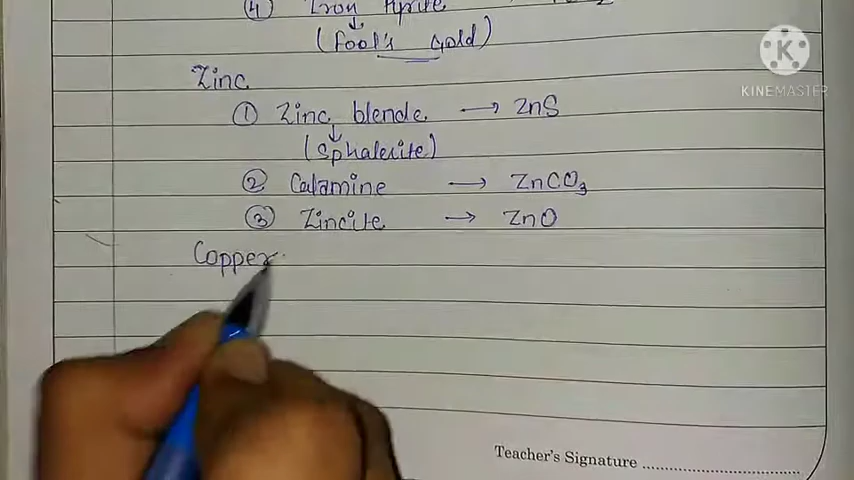 ④ Iron Pyrite
(Fool's Gold)
Zinc
① Zinc blende → ZnS
(Sphalerite)
② Calamine → ZnCO₃
③ Zincite → ZnO
Copper
Teacher's Signature ........................
KINEMASTER